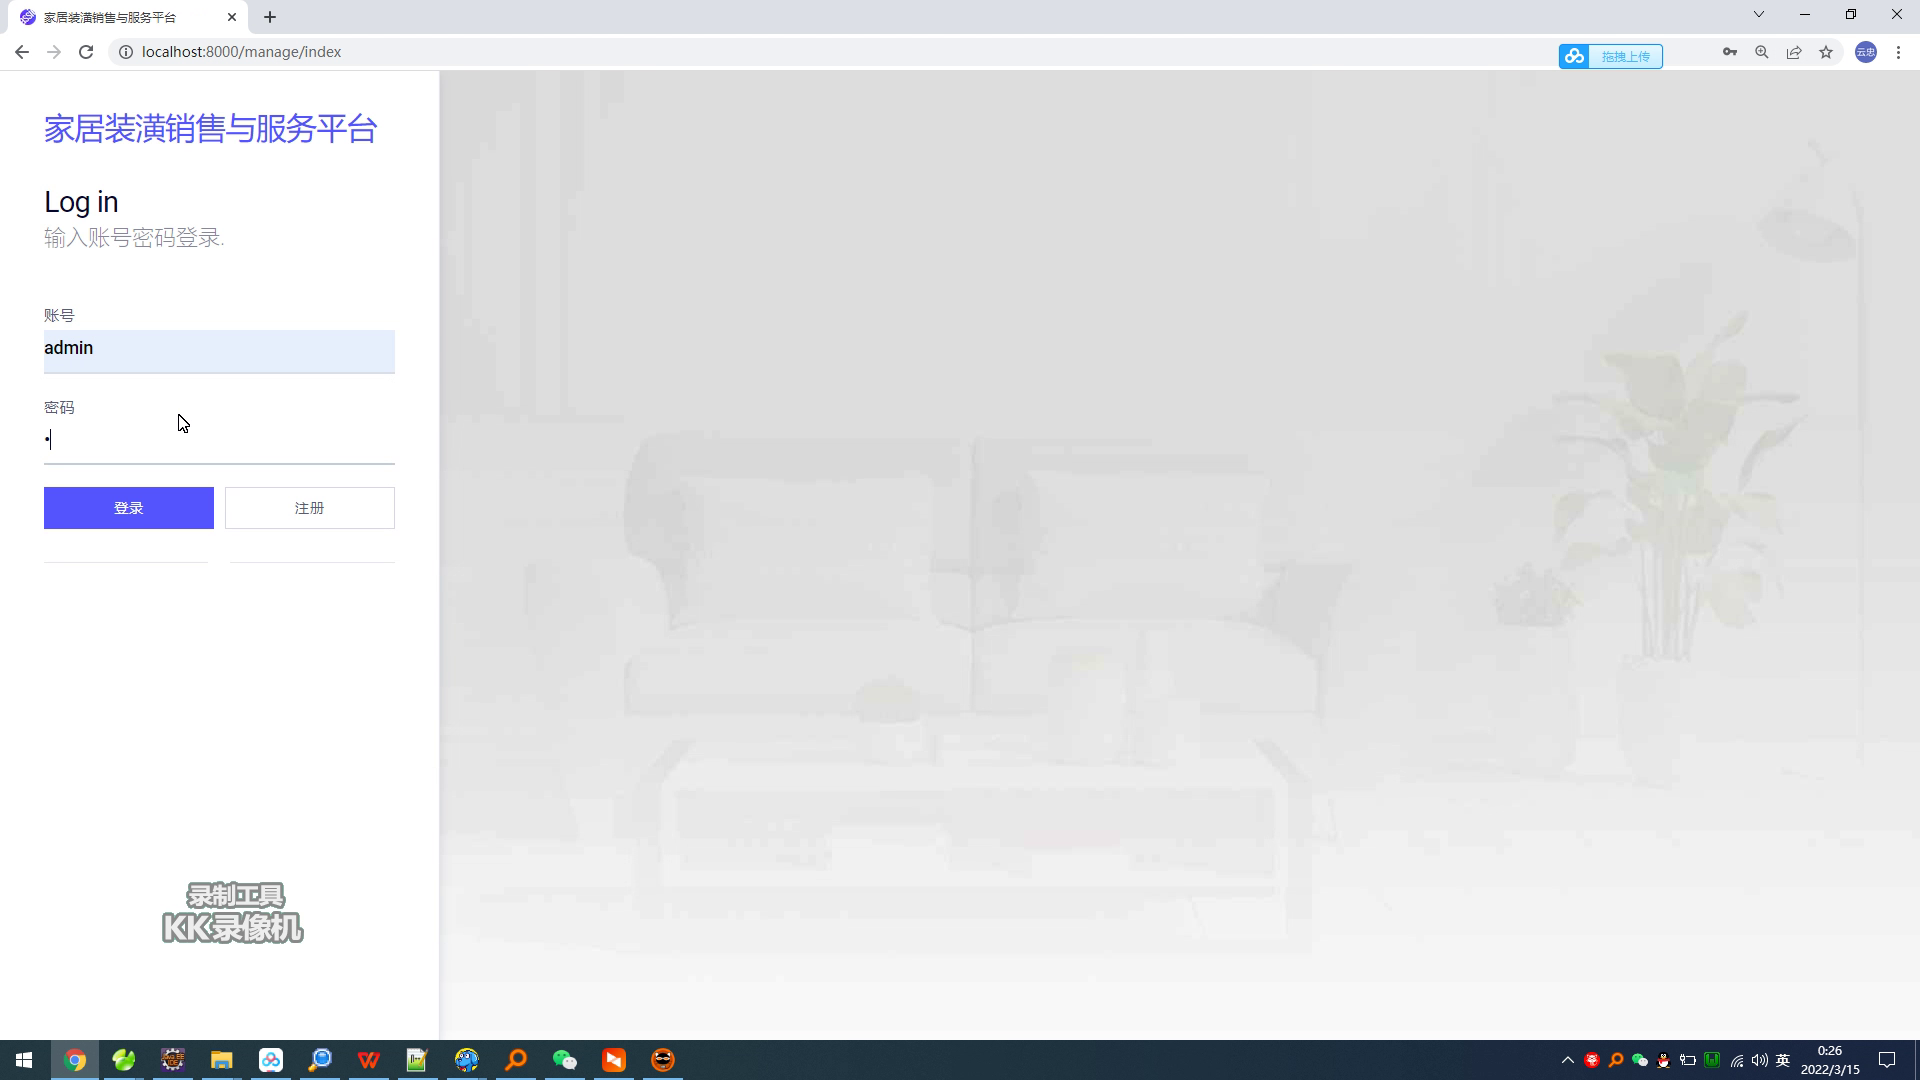 家居装潢销售与服务平台
localhost:8000/manage/index
拖拽上传
云忠
家居装潢销售与服务平台
Log in
输入账号密码登录.
账号
admin
密码
登录
注册
录制工具
KK录像机
英
0:26
2022/3/15